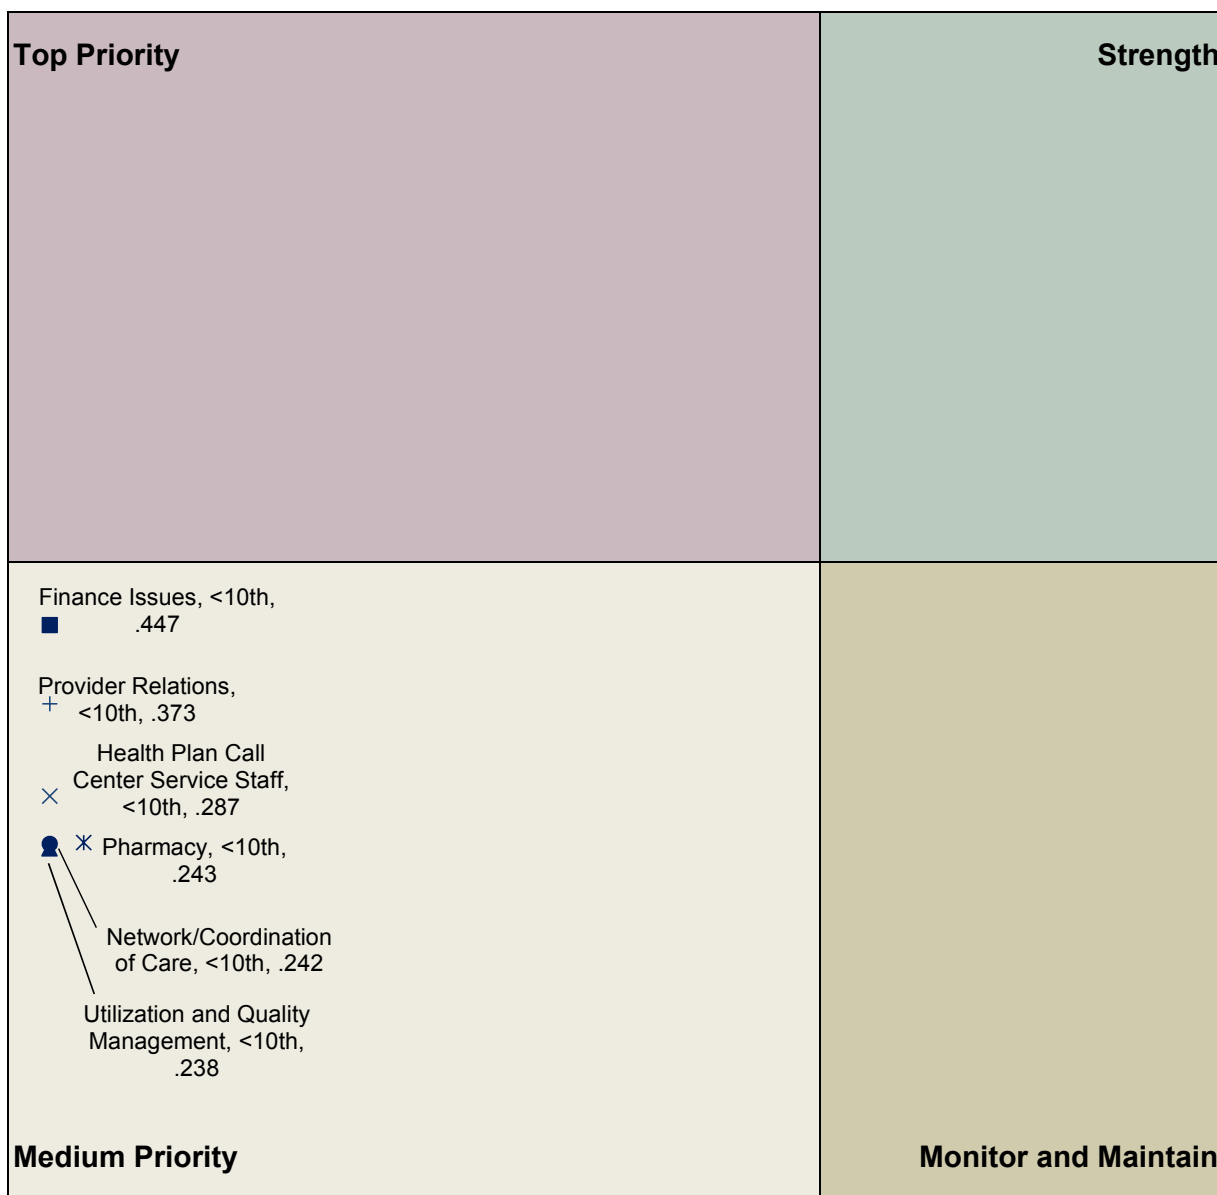 Top Priority
Strength
Finance Issues, <10th,
.447
Provider Relations,
<10th, .373
Health Plan Call
Center Service Staff,
<10th, .287
Pharmacy, <10th,
.243
Network/Coordination
of Care, <10th, .242
Utilization and Quality
Management, <10th,
.238
Medium Priority
Monitor and Maintain